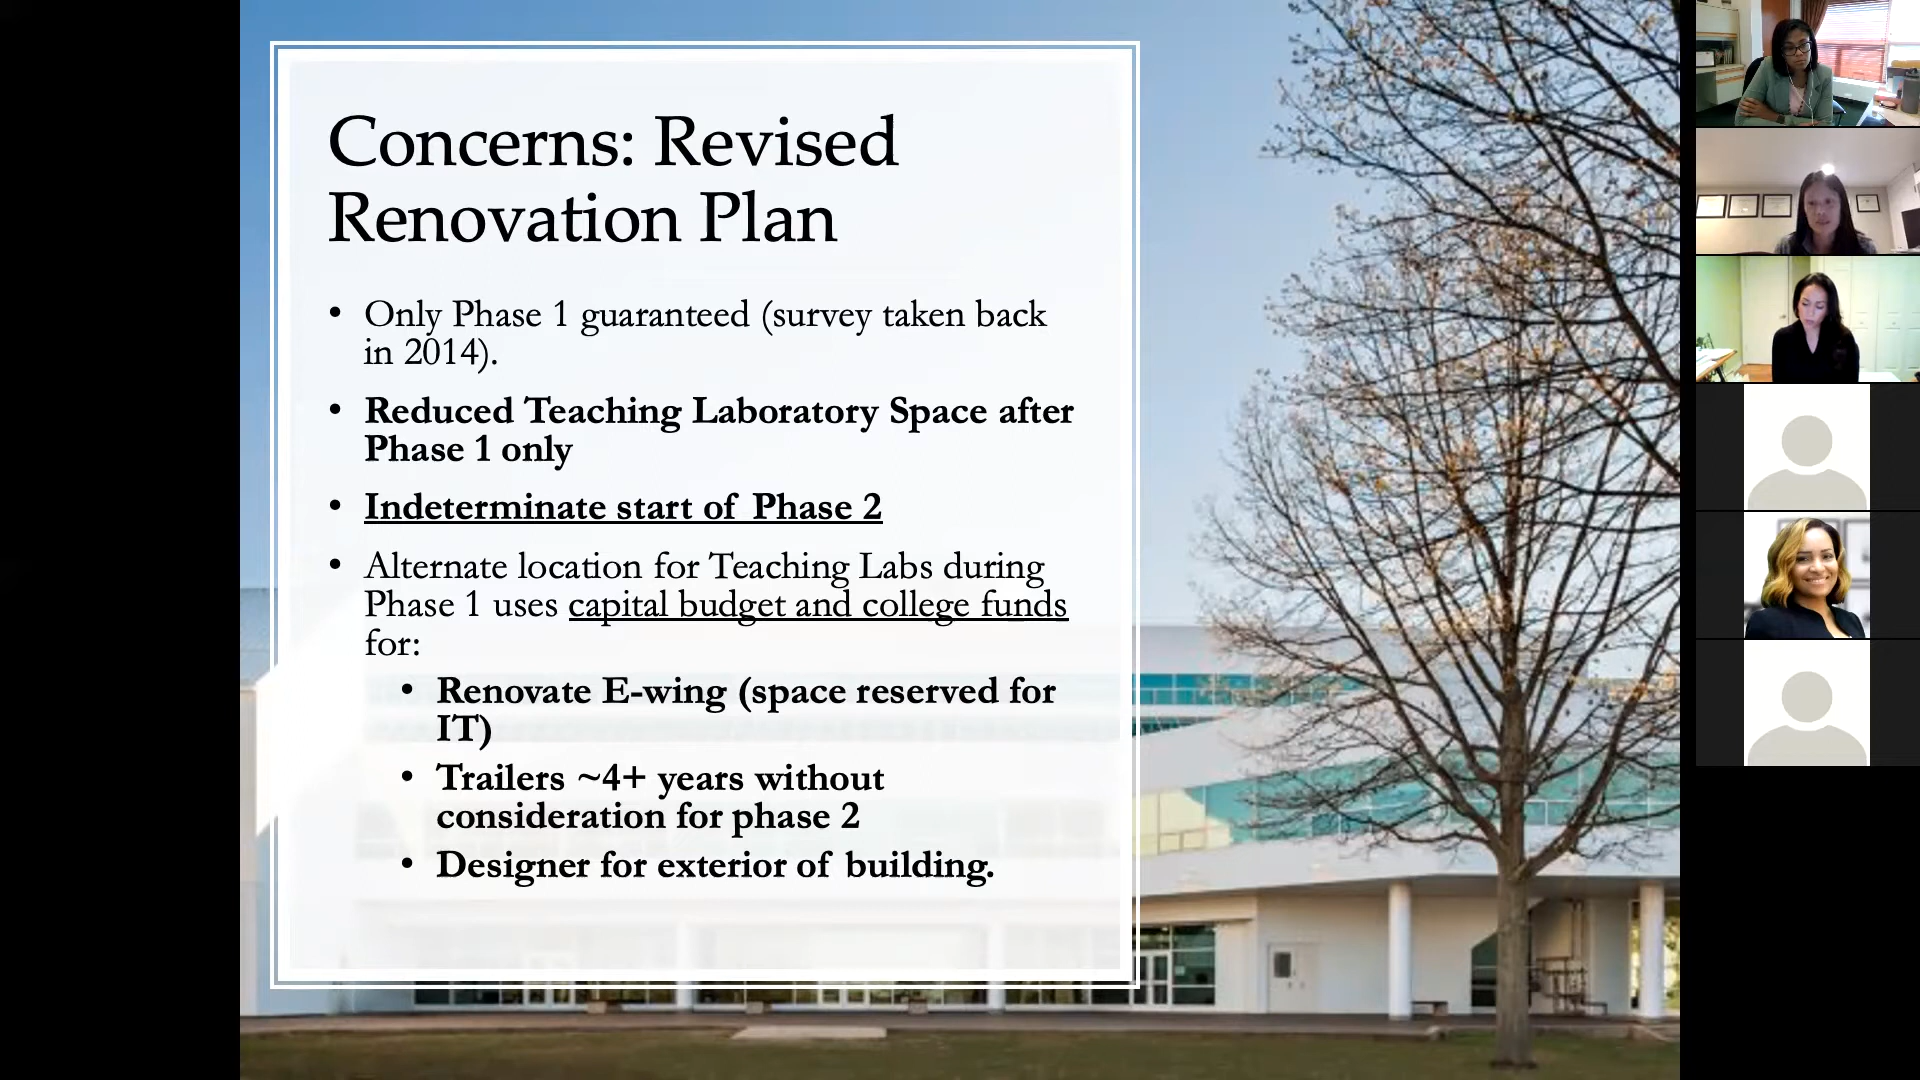 Concerns: Revised
Renovation Plan
• Only Phase 1 guaranteed (survey taken back
in 2014).
• Reduced Teaching Laboratory Space after
Phase 1 only
• Indeterminate start of Phase 2
• Alternate location for Teaching Labs during
Phase 1 uses capital budget and college funds
for:
• Renovate E-wing (space reserved for
IT)
• Trailers ~4+ years without
consideration for phase 2
• Designer for exterior of building.